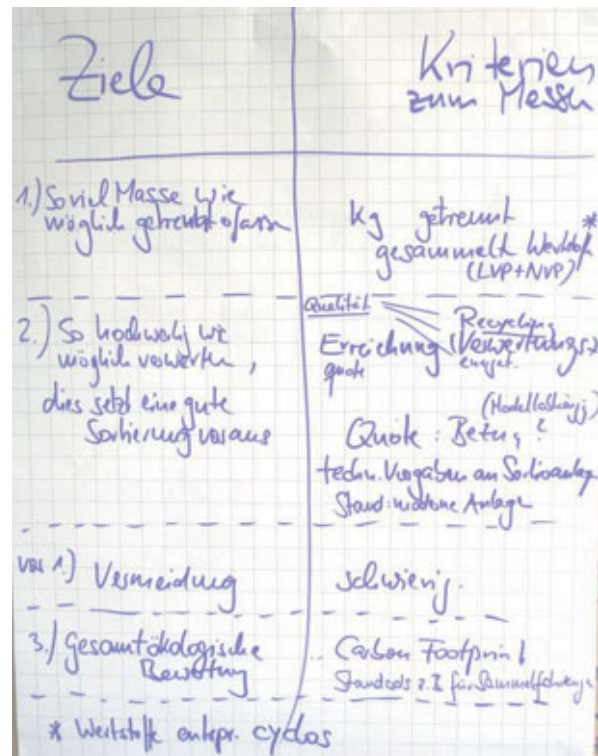 Ziele
Kriterien
zum Messen
1.) So viel Masse wie
möglich getrennt erfassen
Kg getrennt
gesammelt Wertstoff *
(LVP+NVP)
2.) So hochwertig wie
möglich verwerten,
dies setzt eine gute
Sortierung voraus
Qualität
Recycling
Erreichung (Verwertungs
quote
Quote : Bezug ?
techn. Vorgaben an Sortieranlage
Stand: moderne Anlage
vor 1.) Vermeidung
schwierig.
3.) Gesamtökologische
Bewertung
.. Carbon Footprint
Standards z.B. für Sammelfahrzeuge
* Wertstoffe entspr. cyclos